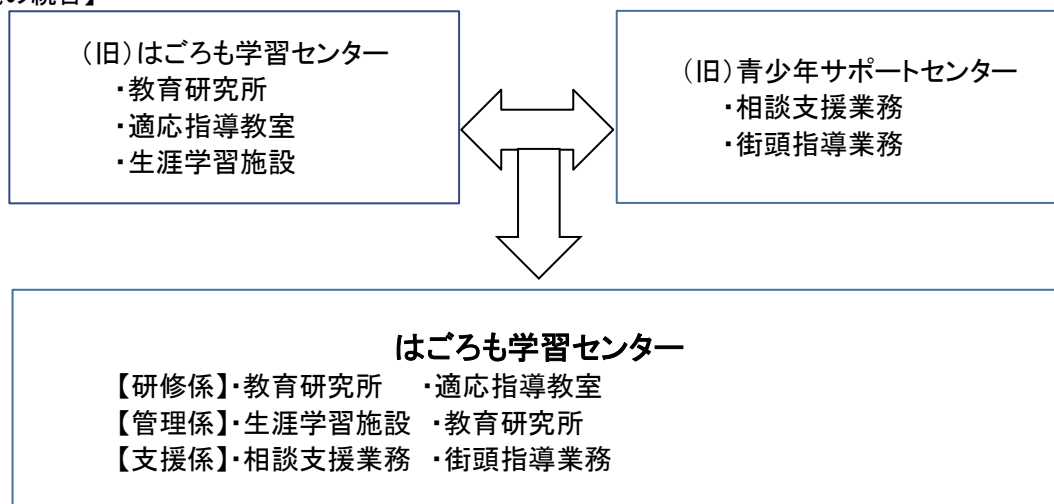 の統合】
(旧)はごろも学習センター
・教育研究所
・適応指導教室
・生涯学習施設
(旧)青少年サポートセンター
・相談支援業務
・街頭指導業務
はごろも学習センター
【研修係】・教育研究所 ・適応指導教室
【管理係】・生涯学習施設 ・教育研究所
【支援係】・相談支援業務 ・街頭指導業務